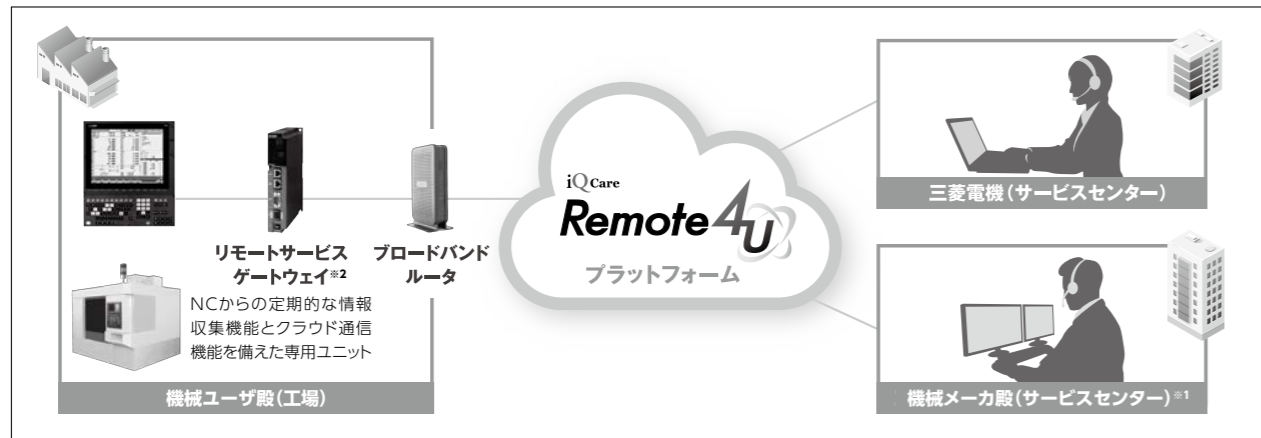 リモートサービス
ゲートウェイ※2
ブロードバンド
ルータ
NCからの定期的な情報
収集機能とクラウド通信
機能を備えた専用ユニット
機械ユーザ殿(工場)
iQ Care
Remote4U
プラットフォーム
三菱電機(サービスセンター)
機械メーカ殿(サービスセンター)※1